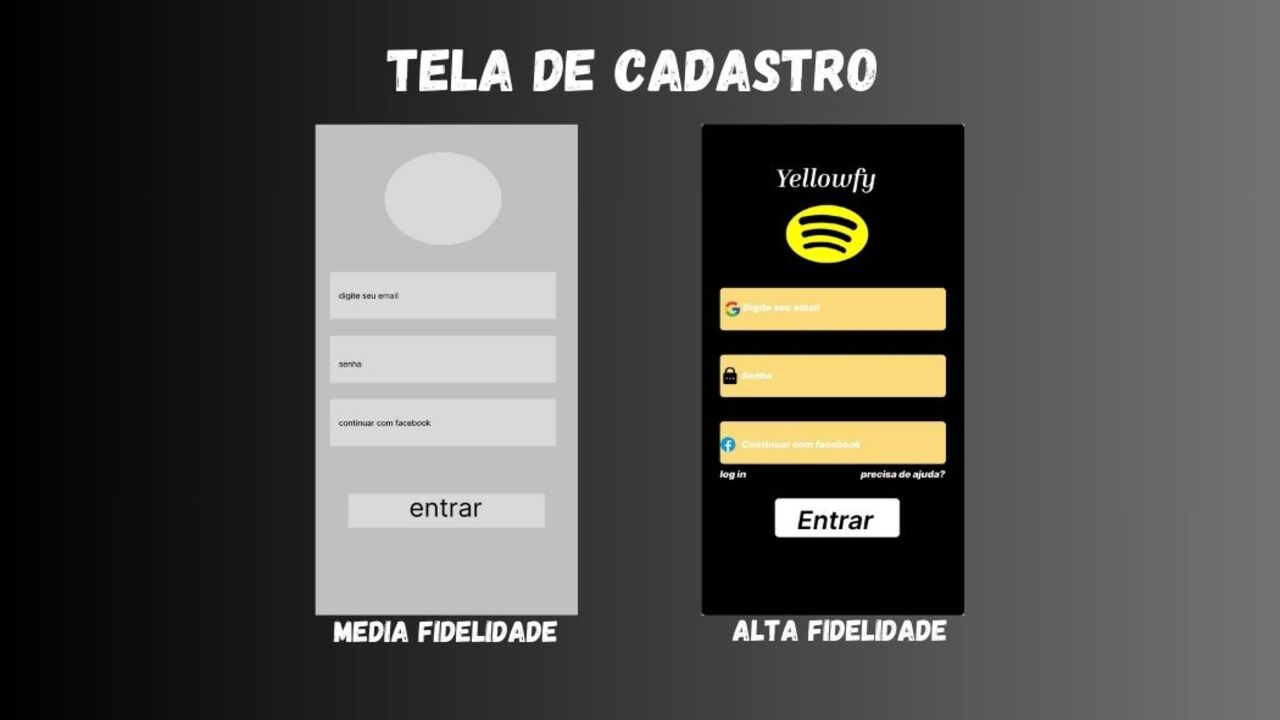 TELA DE CADASTRO
digite seu email
senha
continuar com facebook
entrar
MEDIA FIDELIDADE
Yellowfy
Digite seu email
Senha
Continuar com facebook
log in
precisa de ajuda?
Entrar
ALTA FIDELIDADE